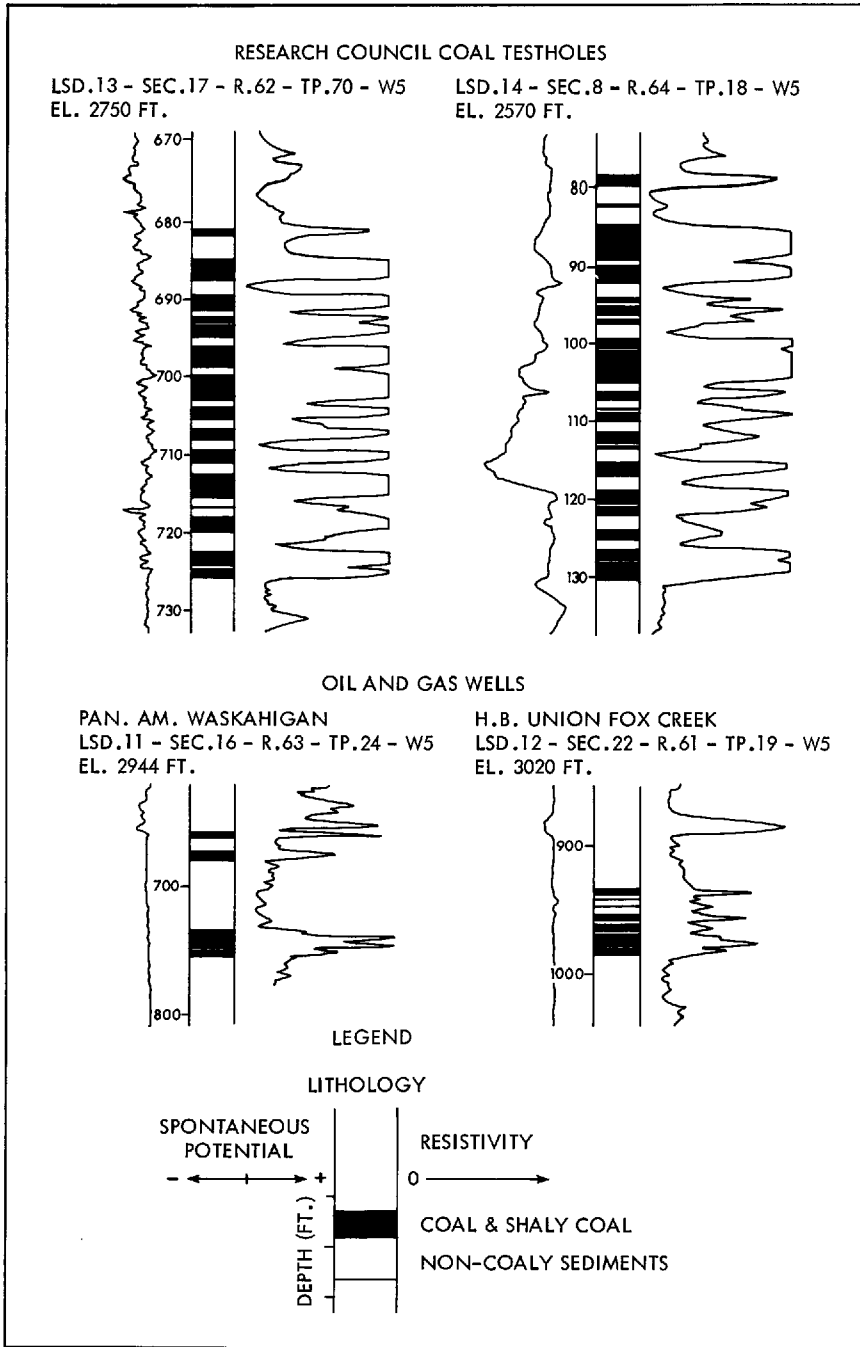 RESEARCH COUNCIL COAL TESTHOLES
LSD.13 - SEC.17 - R.62 - TP.70 - W5
EL. 2750 FT.
670
680
690
700
710
720
730
LSD.14 - SEC.8 - R.64 - TP.18 - W5
EL. 2570 FT.
80
90
100
110
120
130
OIL AND GAS WELLS
PAN. AM. WASKAHIGAN
LSD.11 - SEC.16 - R.63 - TP.24 - W5
EL. 2944 FT.
700
800
H.B. UNION FOX CREEK
LSD.12 - SEC.22 - R.61 - TP.19 - W5
EL. 3020 FT.
900
1000
LEGEND
LITHOLOGY
SPONTANEOUS
POTENTIAL
- +
RESISTIVITY
0
DEPTH (FT.)
COAL & SHALY COAL
NON-COALY SEDIMENTS